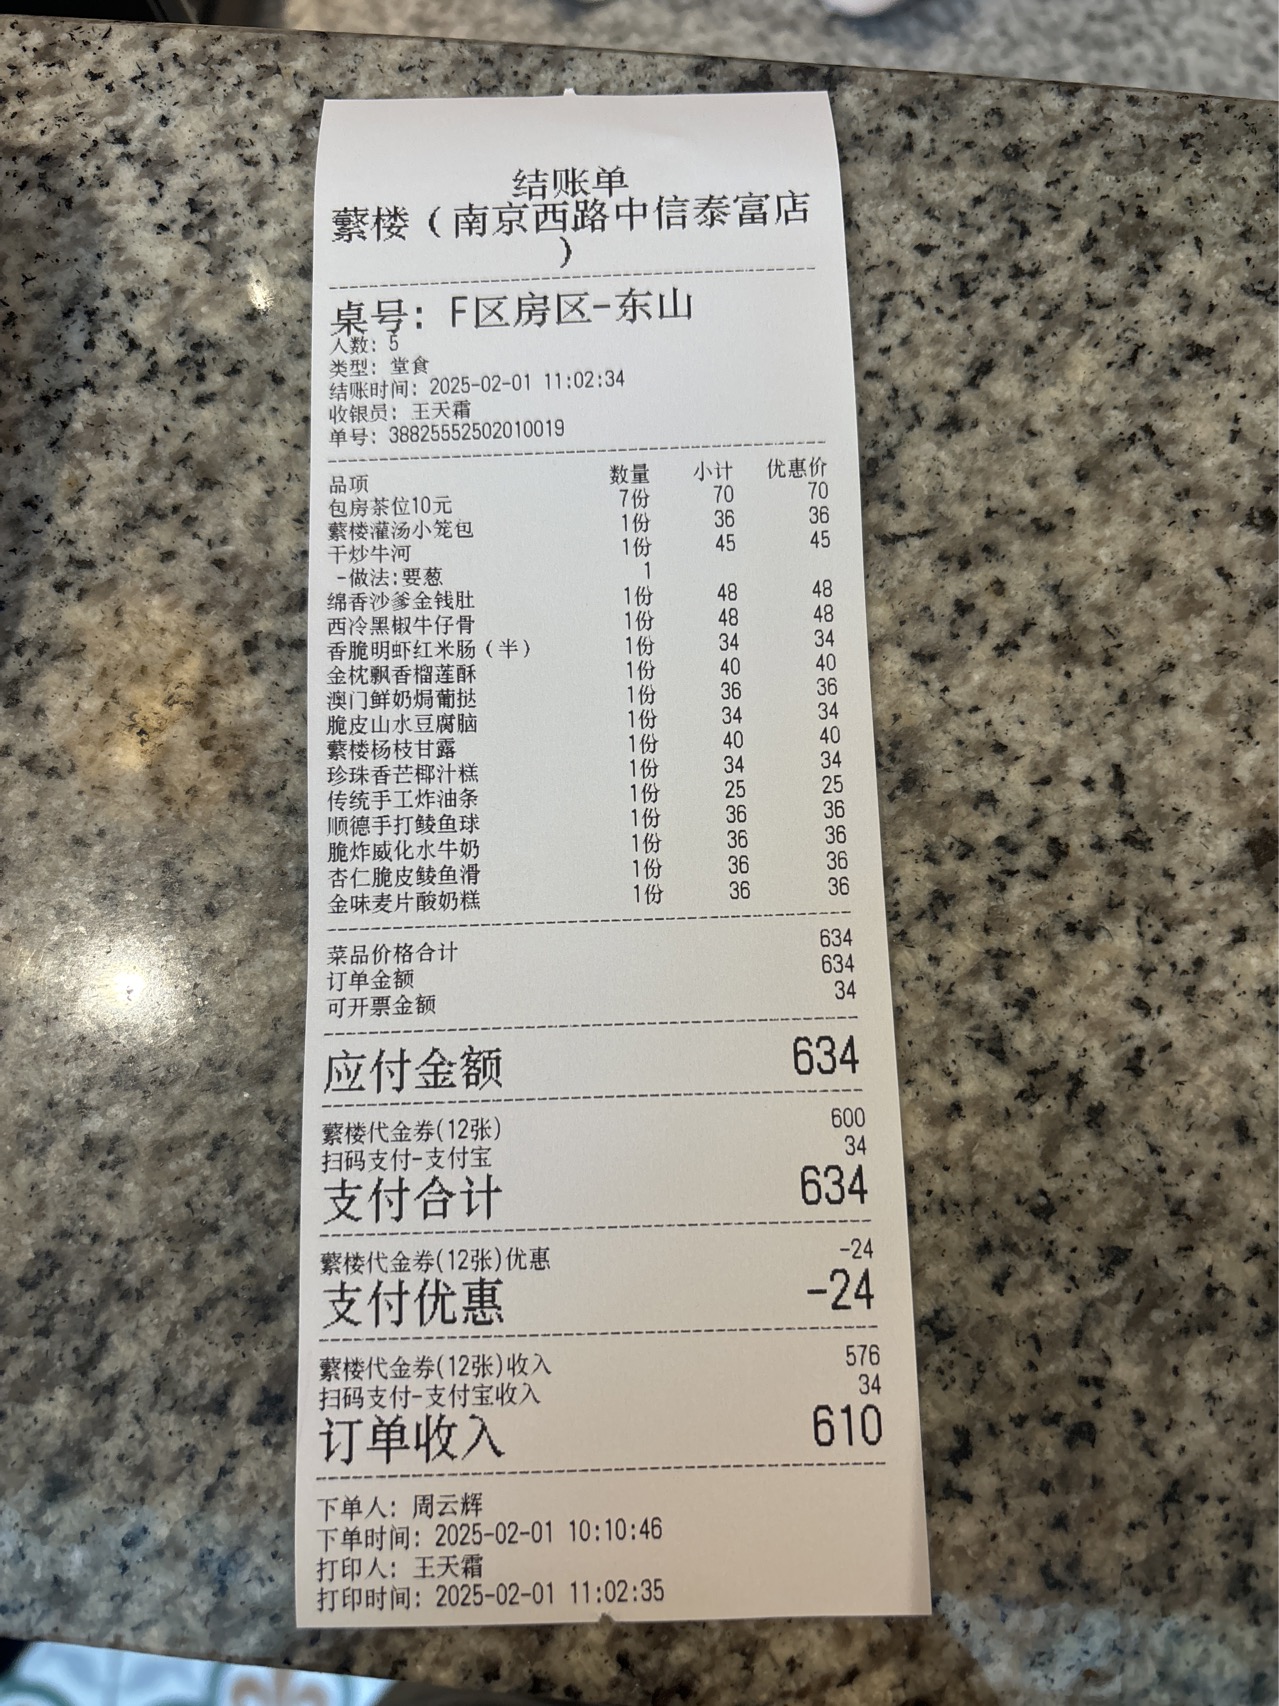 结账单
蘩楼（南京西路中信泰富店
）
桌号: F区房区-东山
人数: 5
类型: 堂食
结账时间: 2025-02-01 11:02:34
收银员: 王天霜
单号: 38825552502010019
品项 数量 小计 优惠价
包房茶位10元 7份 70 70
蘩楼灌汤小笼包 1份 36 36
干炒牛河 1份 45 45
-做法:要葱 1
绵香沙爹金钱肚 1份 48 48
西冷黑椒牛仔骨 1份 48 48
香脆明虾红米肠（半） 1份 34 34
金枕飘香榴莲酥 1份 40 40
澳门鲜奶焗葡挞 1份 36 36
脆皮山水豆腐脑 1份 34 34
蘩楼杨枝甘露 1份 40 40
珍珠香芒椰汁糕 1份 34 34
传统手工炸油条 1份 25 25
顺德手打鲮鱼球 1份 36 36
脆炸威化水牛奶 1份 36 36
杏仁脆皮鲮鱼滑 1份 36 36
金味麦片酸奶糕 1份 36 36
菜品价格合计 634
订单金额 634
可开票金额 34
应付金额 634
蘩楼代金券(12张) 600
扫码支付-支付宝 34
支付合计 634
蘩楼代金券(12张)优惠 -24
支付优惠 -24
蘩楼代金券(12张)收入 576
扫码支付-支付宝收入 34
订单收入 610
下单人: 周云辉
下单时间: 2025-02-01 10:10:46
打印人: 王天霜
打印时间: 2025-02-01 11:02:35